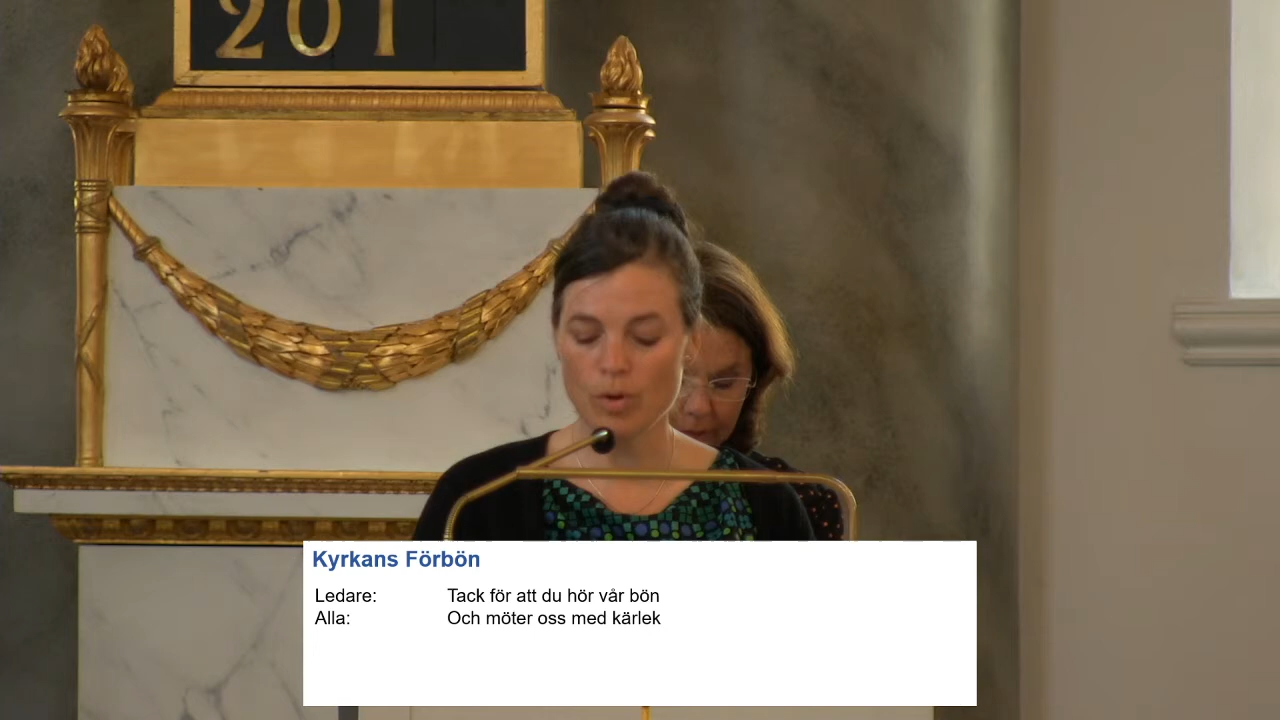 201
Kyrkans Förbön
Ledare: Tack för att du hör vår bön
Alla: Och möter oss med kärlek